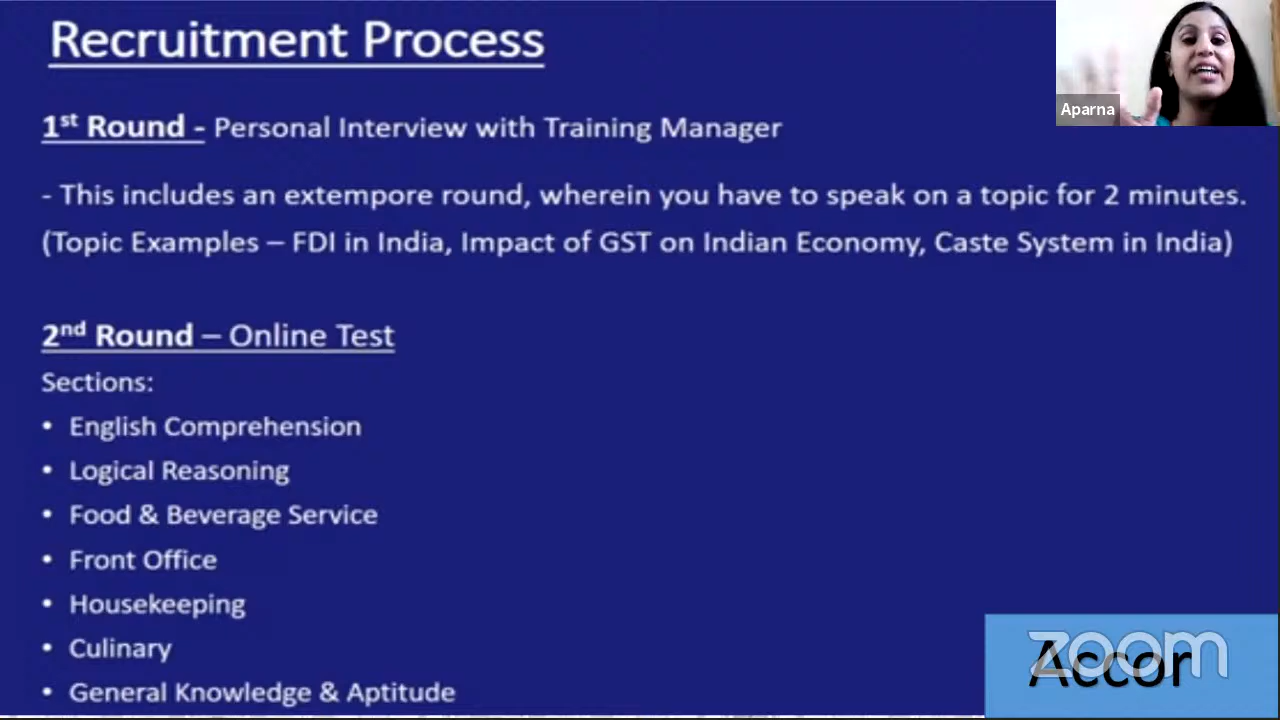 Recruitment Process
Aparna
1st Round - Personal Interview with Training Manager
- This includes an extempore round, wherein you have to speak on a topic for 2 minutes.
(Topic Examples – FDI in India, Impact of GST on Indian Economy, Caste System in India)
2nd Round – Online Test
Sections:
• English Comprehension
• Logical Reasoning
• Food & Beverage Service
• Front Office
• Housekeeping
• Culinary
• General Knowledge & Aptitude
zoom
Accor